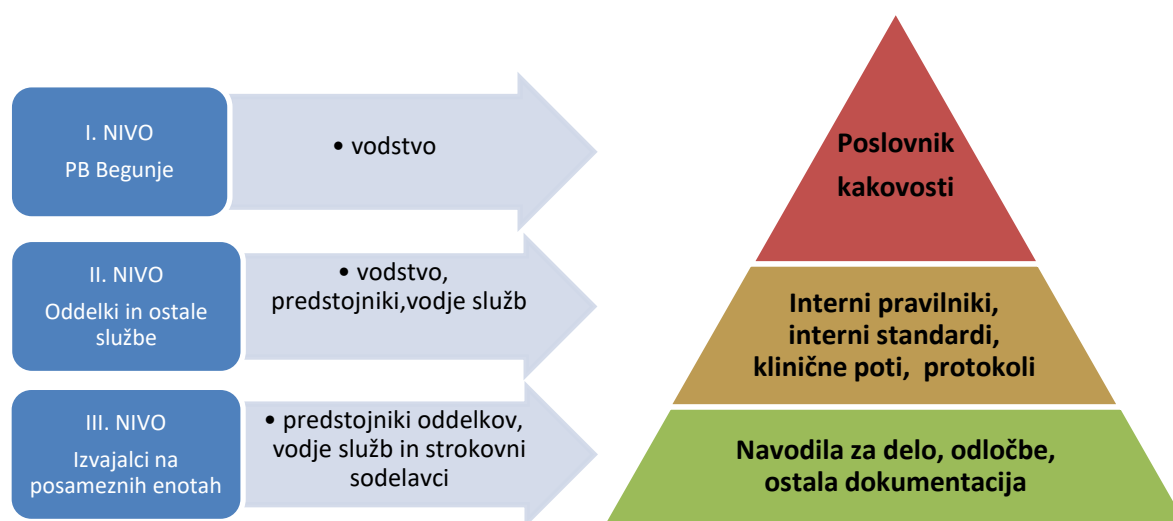 I. NIVO
PB Begunje
• vodstvo
Poslovnik
kakovosti
II. NIVO
Oddelki in ostale
službe
• vodstvo,
predstojniki,vodje služb
Interni pravilniki,
interni standardi,
klinične poti, protokoli
III. NIVO
Izvajalci na
posameznih enotah
• predstojniki oddelkov,
vodje služb in strokovni
sodelavci
Navodila za delo, odločbe,
ostala dokumentacija